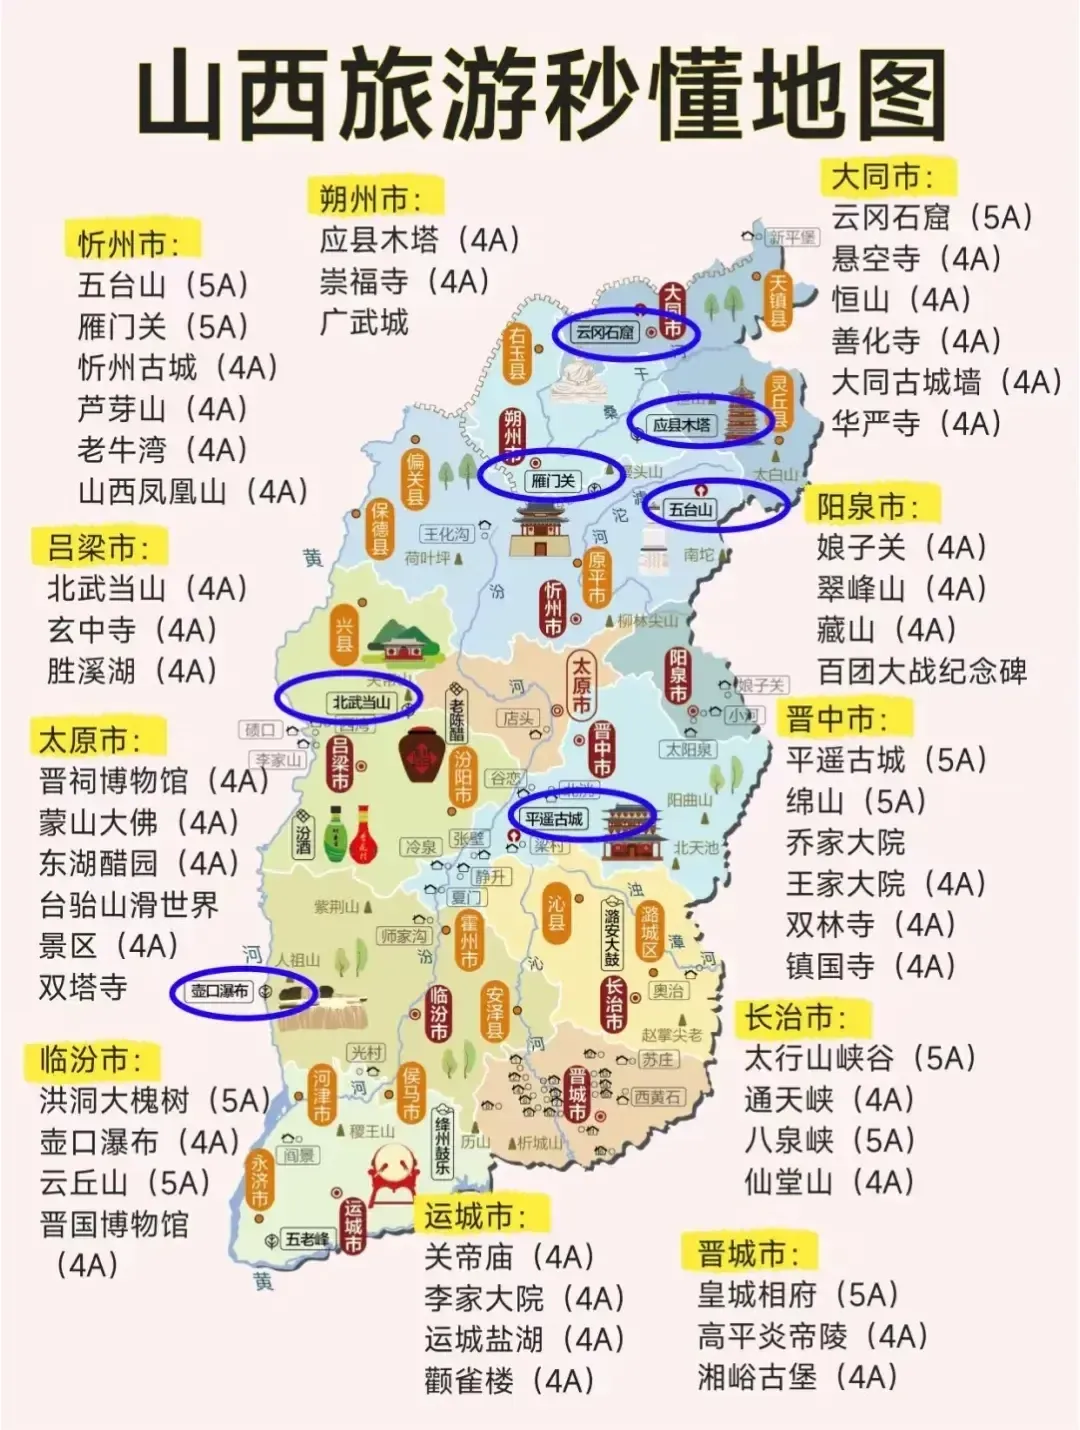 山西旅游秒懂地图
忻州市：
五台山（5A）
雁门关（5A）
忻州古城（4A）
芦芽山（4A）
老牛湾（4A）
山西凤凰山（4A）
朔州市：
应县木塔（4A）
崇福寺（4A）
广武城
大同市：
云冈石窟（5A）
悬空寺（4A）
恒山（4A）
善化寺（4A）
大同古城墙（4A）
华严寺（4A）
吕梁市：
北武当山（4A）
玄中寺（4A）
胜溪湖（4A）
阳泉市：
娘子关（4A）
翠峰山（4A）
藏山（4A）
百团大战纪念碑
太原市：
晋祠博物馆（4A）
蒙山大佛（4A）
东湖醋园（4A）
台骀山滑世界
景区（4A）
双塔寺
晋中市：
平遥古城（5A）
绵山（5A）
乔家大院
王家大院（4A）
双林寺（4A）
镇国寺（4A）
临汾市：
洪洞大槐树（5A）
壶口瀑布（4A）
云丘山（5A）
晋国博物馆
（4A）
长治市：
太行山峡谷（5A）
通天峡（4A）
八泉峡（5A）
仙堂山（4A）
运城市：
关帝庙（4A）
李家大院（4A）
运城盐湖（4A）
颧雀楼（4A）
晋城市：
皇城相府（5A）
高平炎帝陵（4A）
湘峪古堡（4A）
新平堡
天镇县
大同市
云冈石窟
右玉县
河
干
桑
恒山
灵丘县
应县木塔
朔州市
太白山
偏关县
雁门关
馒头山
五台山
滹
沱
河
保德县
王化沟
荷叶坪
原平市
南坨
黄
汾
忻州市
柳林尖山
兴县
太原市
阳泉市
娘子关
小河
太阳泉
北武当山
河
老陈醋
店头
晋中市
碛口
李家山
吕梁市
汾阳市
谷恋
阳曲山
平遥古城
汾酒
张壁
冷泉
梁村
北天池
静升
夏门
紫荆山
沁县
潞安大鼓
浊
潞城区
漳
河
师家沟
霍州市
汾
沁
河
人祖山
壶口瀑布
临汾市
安泽县
长治市
奥治
赵掌尖老
光村
河
苏庄
河津市
河
侯马市
晋城市
西黄石
稷王山
绛州鼓乐
历山
析城山
阎景
永济市
运城市
五老峰
黄